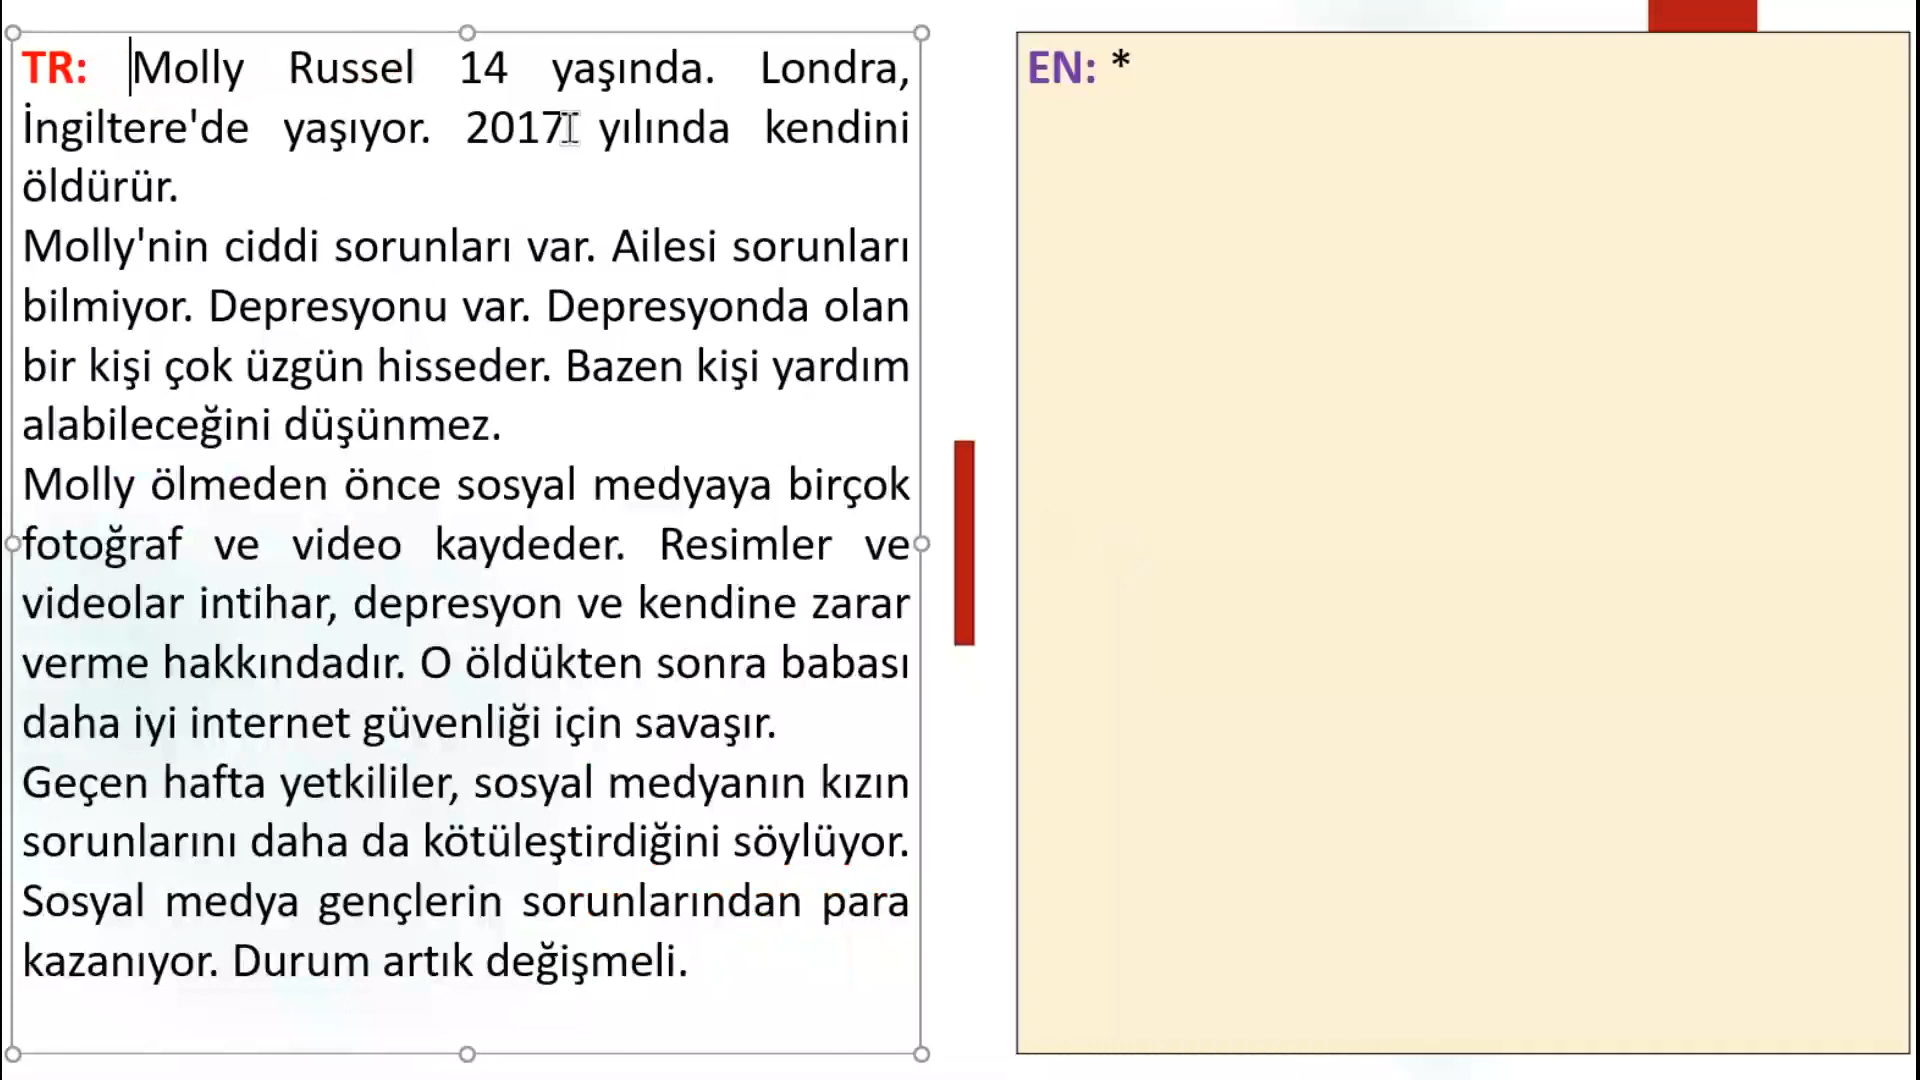 TR: Molly Russel 14 yaşında. Londra,
İngiltere'de yaşıyor. 2017 yılında kendini
öldürür.
Molly'nin ciddi sorunları var. Ailesi sorunları
bilmiyor. Depresyonu var. Depresyonda olan
bir kişi çok üzgün hisseder. Bazen kişi yardım
alabileceğini düşünmez.
Molly ölmeden önce sosyal medyaya birçok
fotoğraf ve video kaydeder. Resimler ve
videolar intihar, depresyon ve kendine zarar
verme hakkındadır. O öldükten sonra babası
daha iyi internet güvenliği için savaşır.
Geçen hafta yetkililer, sosyal medyanın kızın
sorunlarını daha da kötüleştirdiğini söylüyor.
Sosyal medya gençlerin sorunlarından para
kazanıyor. Durum artık değişmeli.
EN: *